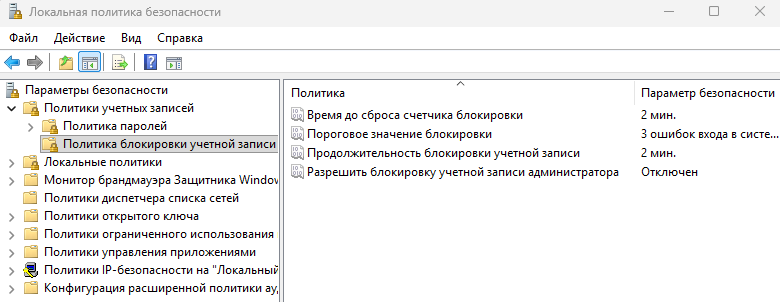 Локальная политика безопасности
Файл Действие Вид Справка
Параметры безопасности
Политики учетных записей
Политика паролей
Политика блокировки учетной записи
Локальные политики
Монитор брандмауэра Защитника Window
Политики диспетчера списка сетей
Политики открытого ключа
Политики ограниченного использования
Политики управления приложениями
Политики IP-безопасности на "Локальный
Конфигурация расширенной политики ау
Политика Параметр безопасности
Время до сброса счетчика блокировки 2 мин.
Пороговое значение блокировки 3 ошибок входа в систе...
Продолжительность блокировки учетной записи 2 мин.
Разрешить блокировку учетной записи администратора Отключен